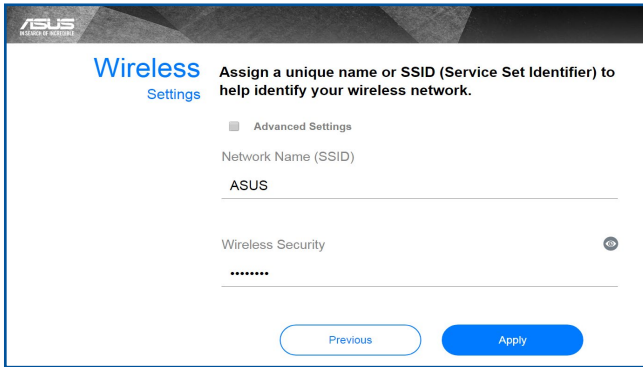 ASUS
IN SEARCH OF INCREDIBLE
Wireless
Settings
Assign a unique name or SSID (Service Set Identifier) to
help identify your wireless network.
Advanced Settings
Network Name (SSID)
ASUS
Wireless Security
••••••••
Previous
Apply